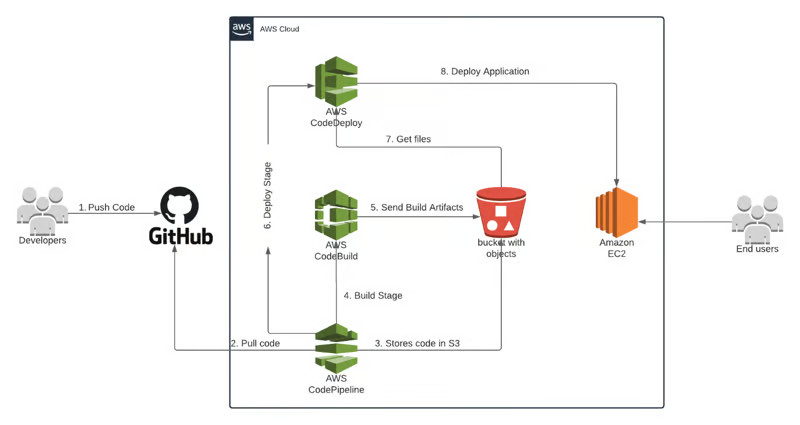 aws
AWS Cloud
8. Deploy Application
AWS
CodeDeploy
7. Get files
6. Deploy Stage
1. Push Code
5. Send Build Artifacts
GitHub
Developers
AWS
CodeBuild
bucket with
objects
Amazon
EC2
End users
4. Build Stage
2. Pull code
3. Stores code in S3
AWS
CodePipeline